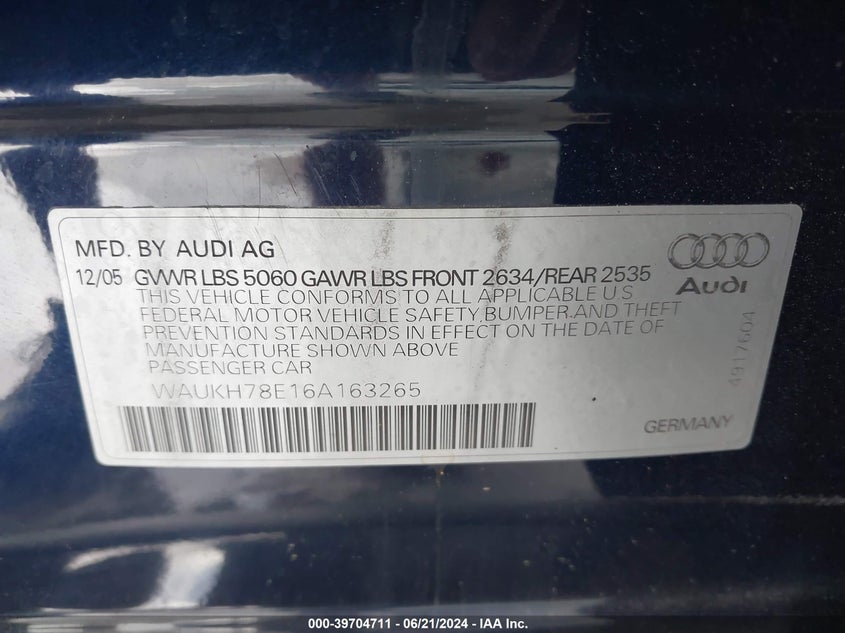 MFD. BY AUDI AG
12/05 GVWR LBS 5060 GAWR LBS FRONT 2634/REAR 2535
THIS VEHICLE CONFORMS TO ALL APPLICABLE U.S
FEDERAL MOTOR VEHICLE SAFETY,BUMPER,AND THEFT
PREVENTION STANDARDS IN EFFECT ON THE DATE OF
MANUFACTURE SHOWN ABOVE
PASSENGER CAR
WAUKH78E16A163265
Audi
4917604
GERMANY
000-39704711 - 06/21/2024 - IAA Inc.